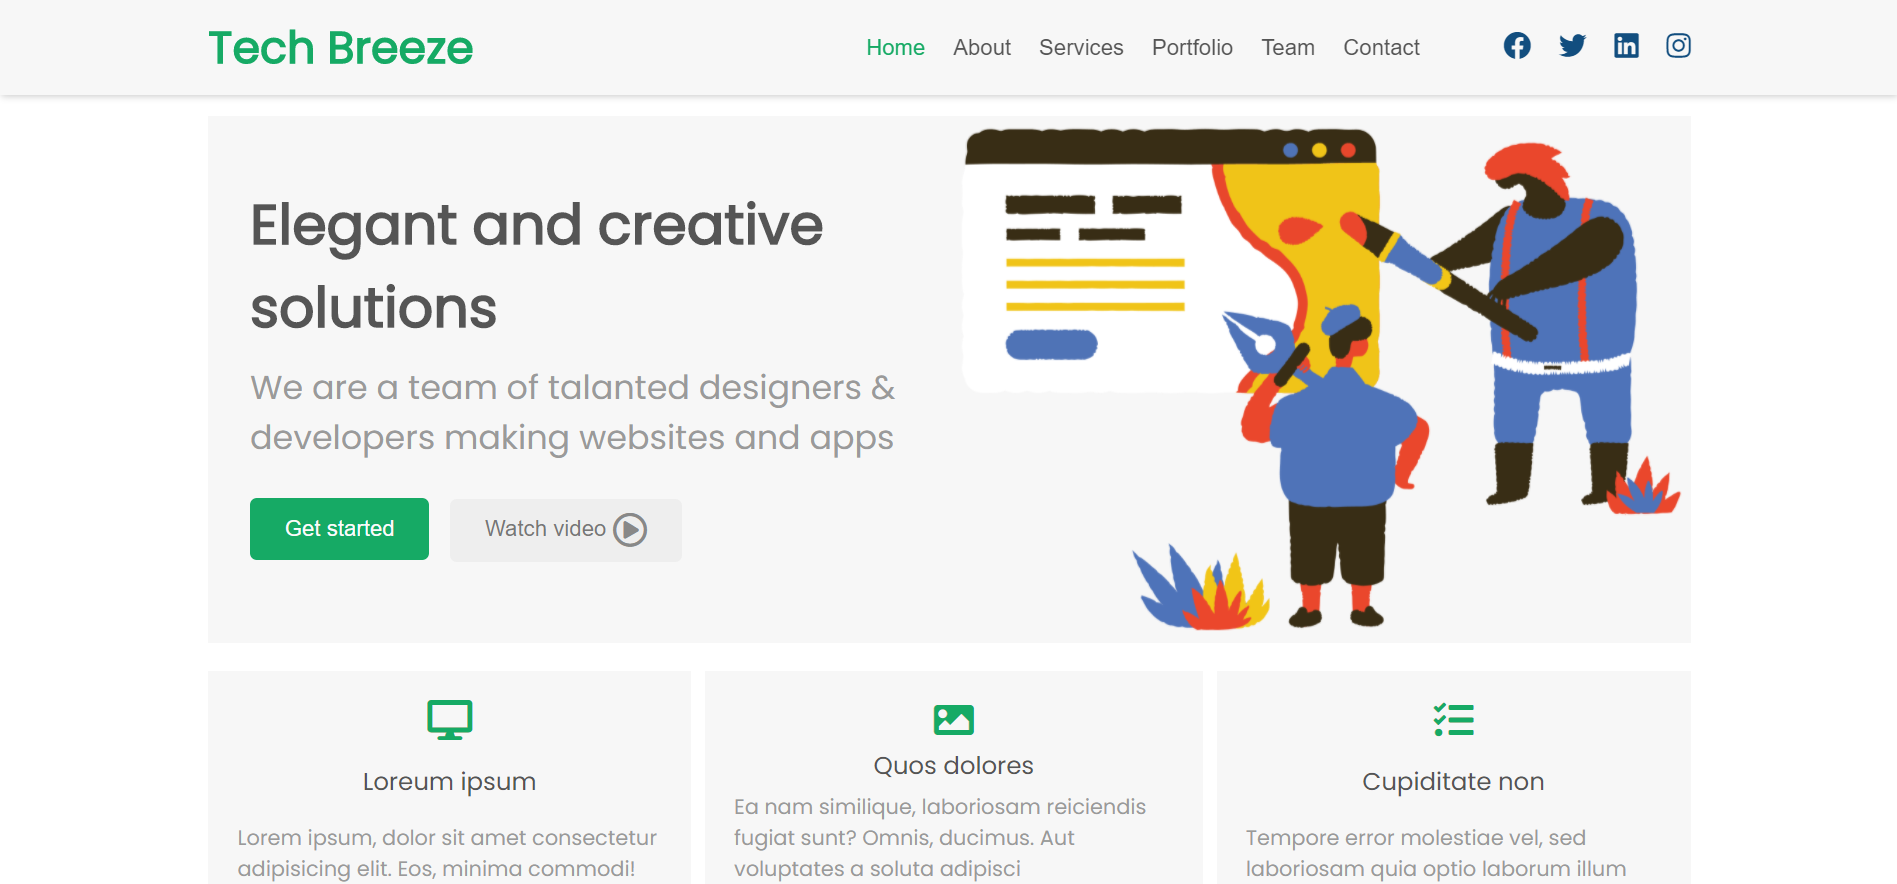 Tech Breeze
Home About Services Portfolio Team Contact
Elegant and creative
solutions
We are a team of talanted designers &
developers making websites and apps
Get started
Watch video
Loreum ipsum
Lorem ipsum, dolor sit amet consectetur
adipisicing elit. Eos, minima commodi!
Quos dolores
Ea nam similique, laboriosam reiciendis
fugiat sunt? Omnis, ducimus. Aut
voluptates a soluta adipisci
Cupiditate non
Tempore error molestiae vel, sed
laboriosam quia optio laborum illum